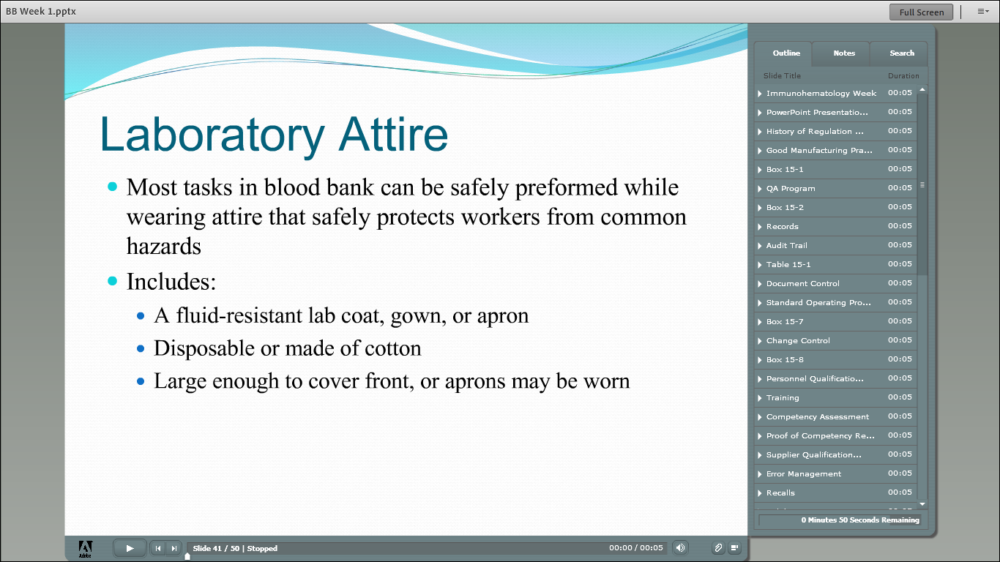 BB Week 1.pptx
Full Screen
Laboratory Attire
Most tasks in blood bank can be safely preformed while
wearing attire that safely protects workers from common
hazards
Includes:
A fluid-resistant lab coat, gown, or apron
Disposable or made of cotton
Large enough to cover front, or aprons may be worn
Outline Notes Search
Slide Title Duration
Immunohematology Week 00:05
PowerPoint Presentatio... 00:05
History of Regulation ... 00:05
Good Manufacturing Pra... 00:05
Box 15-1 00:05
QA Program 00:05
Box 15-2 00:05
Records 00:05
Audit Trail 00:05
Table 15-1 00:05
Document Control 00:05
Standard Operating Pro... 00:05
Box 15-7 00:05
Change Control 00:05
Box 15-8 00:05
Personnel Qualificatio... 00:05
Training 00:05
Competency Assessment 00:05
Proof of Competency Re... 00:05
Supplier Qualification... 00:05
Error Management 00:05
Recalls 00:05
0 Minutes 50 Seconds Remaining
Adobe
Slide 41 / 50 | Stopped 00:00 / 00:05